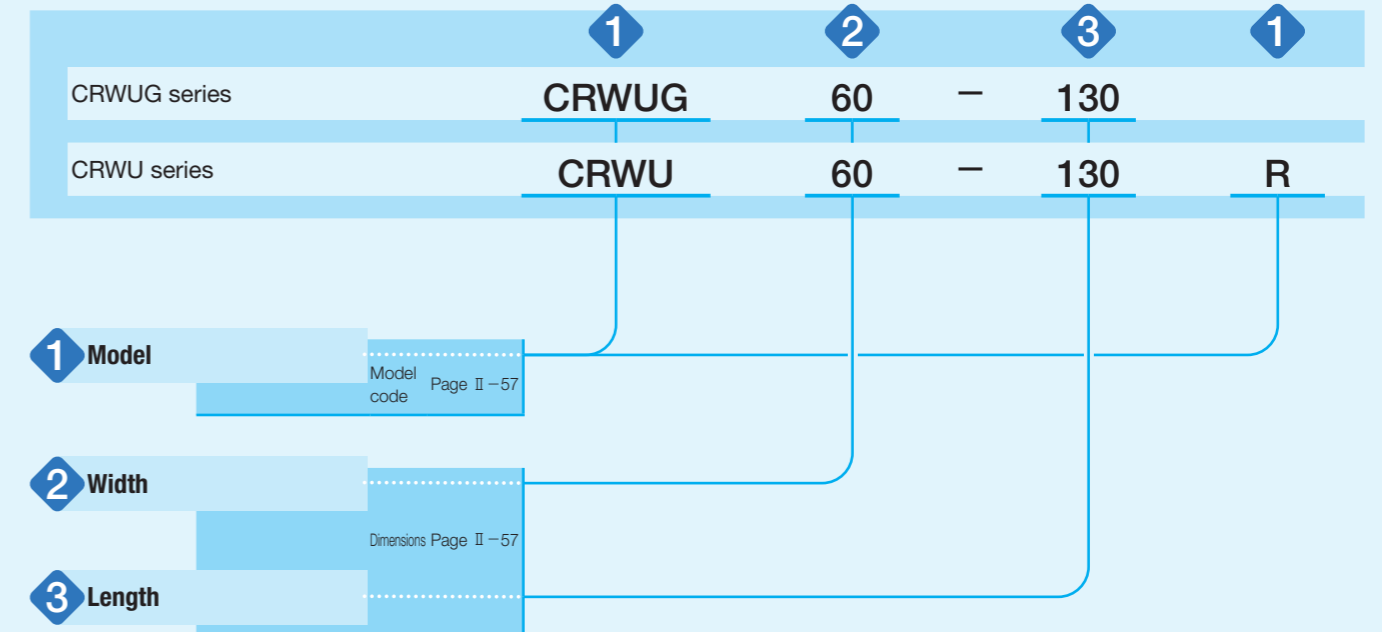 1 2 3 1
CRWUG series CRWUG 60 − 130
CRWU series CRWU 60 − 130 R
1 Model
Model code Page Ⅱ−57
2 Width
Dimensions Page Ⅱ−57
3 Length